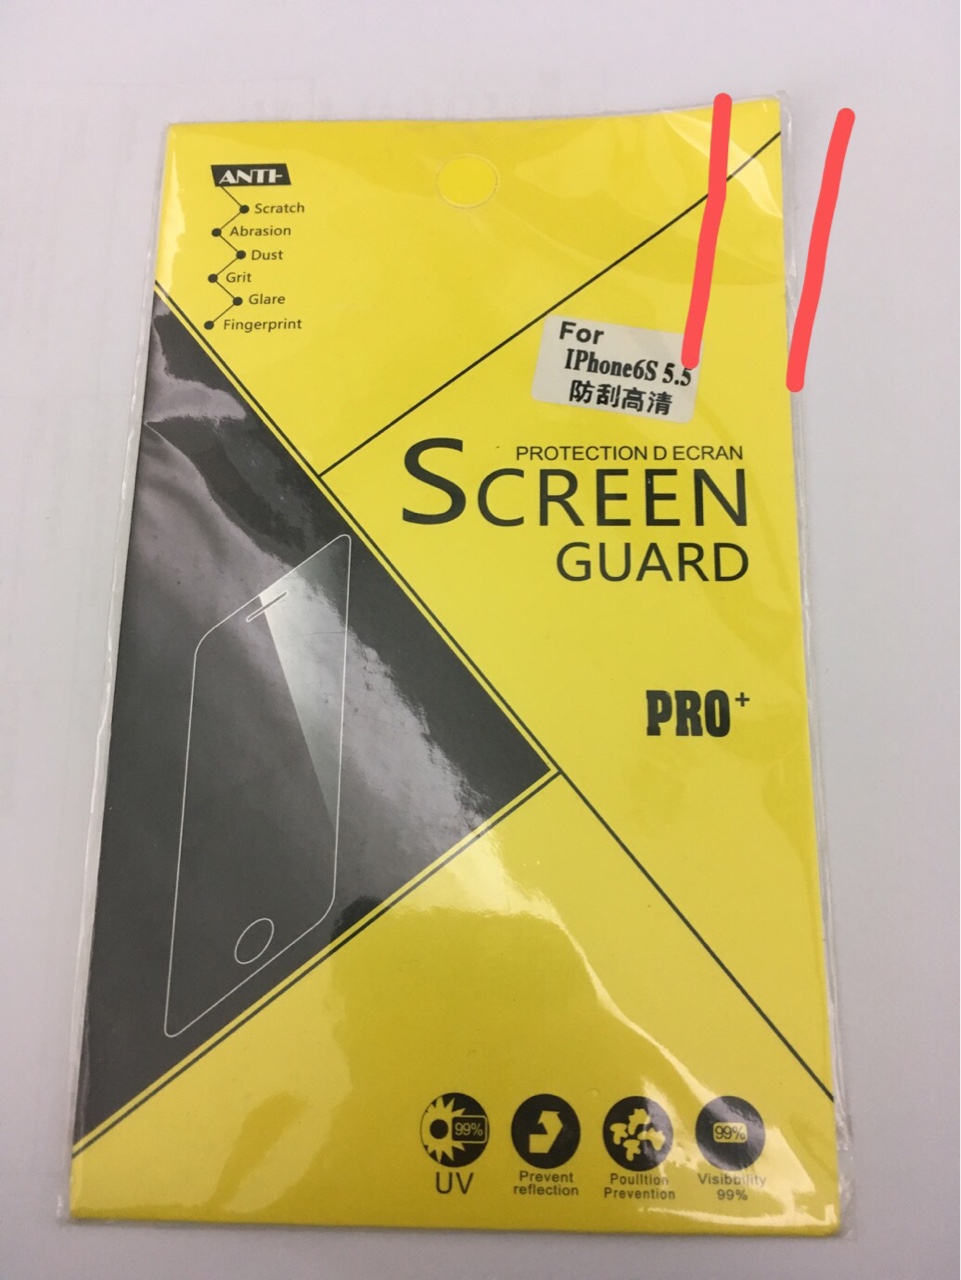 ANTI-
Scratch
Abrasion
Dust
Grit
Glare
Fingerprint
For
IPhone6S 5.5
防刮高清
PROTECTION D ECRAN
SCREEN
GUARD
PRO+
99%
UV
Prevent
reflection
Poulltion
Prevention
99%
Visibbility
99%